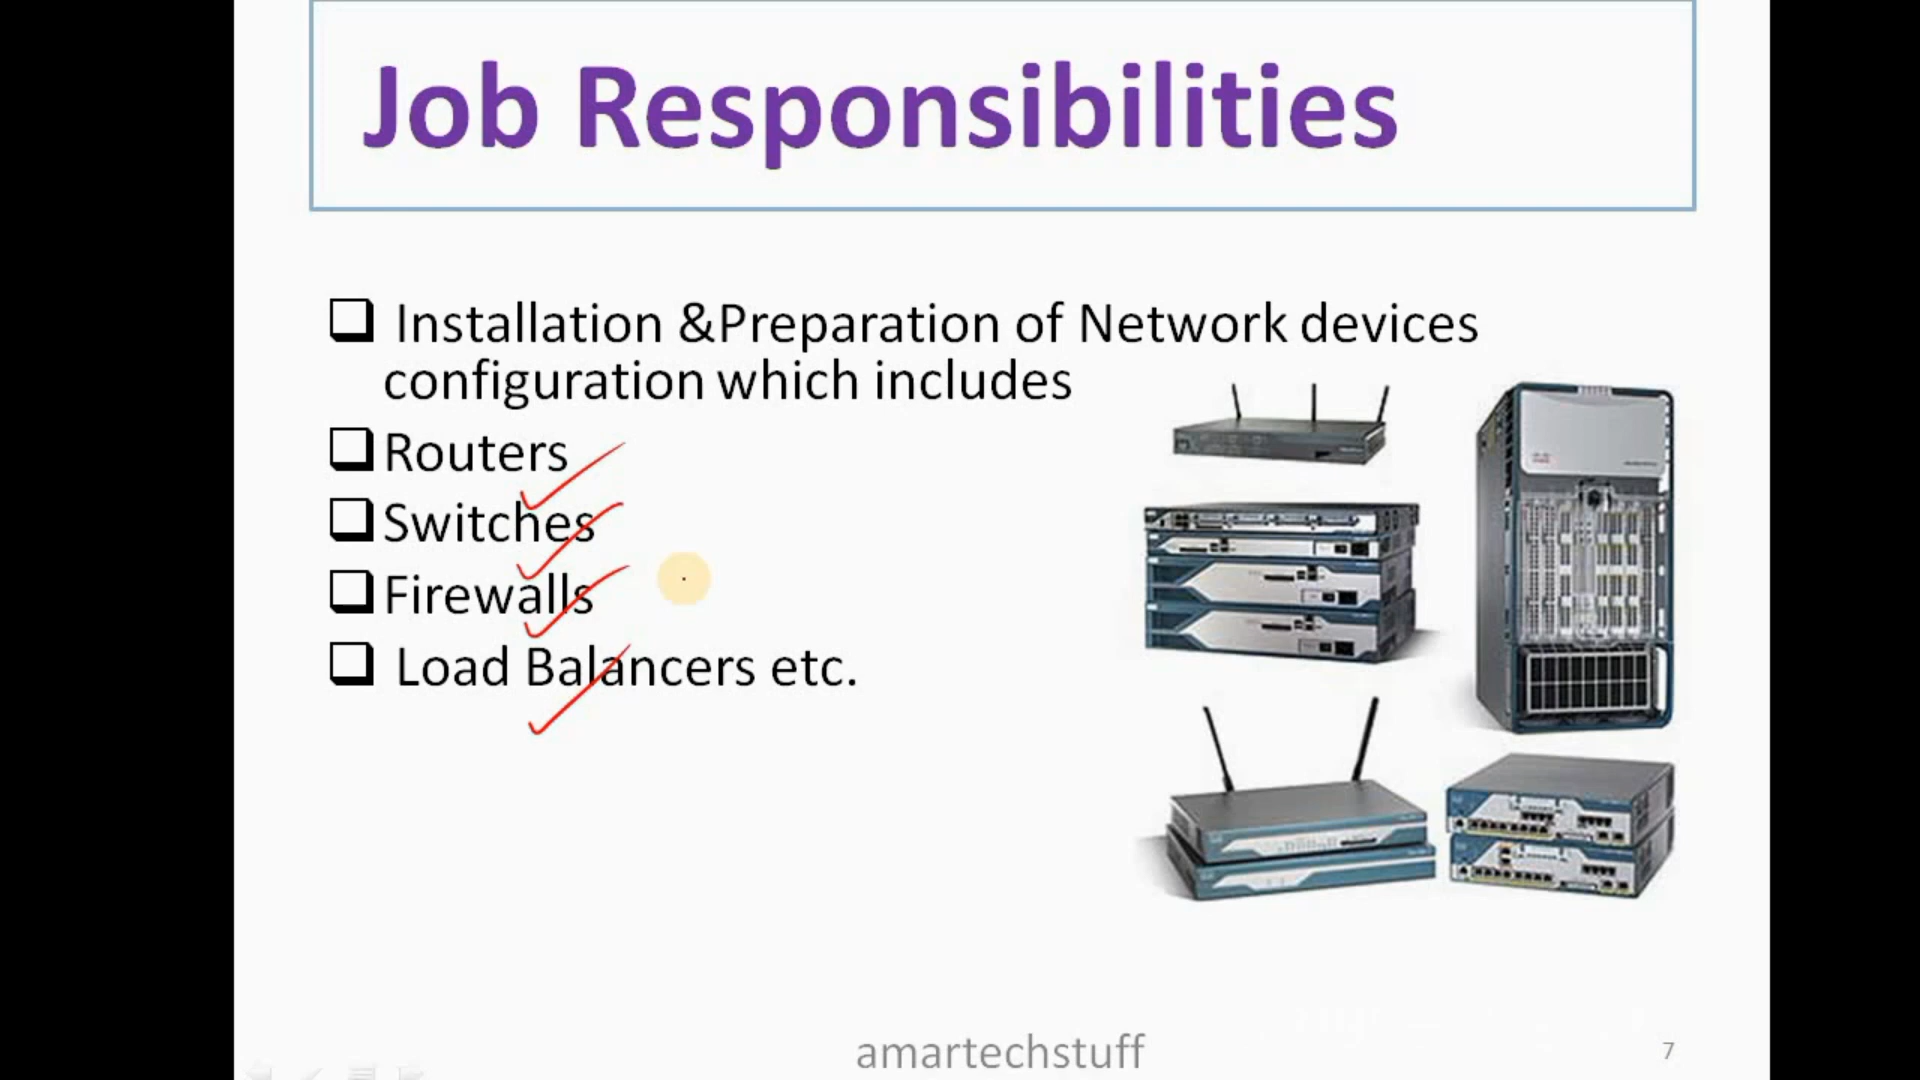 Job Responsibilities
Installation &Preparation of Network devices
configuration which includes
Routers
Switches
Firewalls
Load Balancers etc.
amartechstuff
7